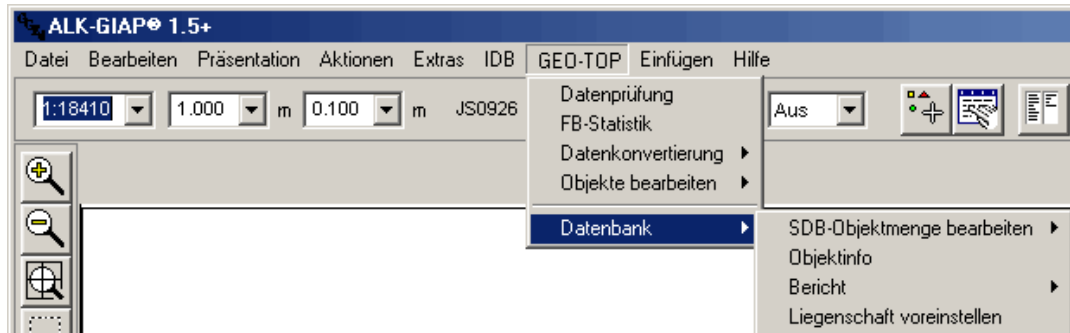 ALK-GIAP® 1.5+
Datei Bearbeiten Präsentation Aktionen Extras IDB GEO-TOP Einfügen Hilfe
1:18410 1.000 m 0.100 m JS0926 Aus
Datenprüfung
FB-Statistik
Datenkonvertierung
Objekte bearbeiten
Datenbank
SDB-Objektmenge bearbeiten
Objektinfo
Bericht
Liegenschaft voreinstellen